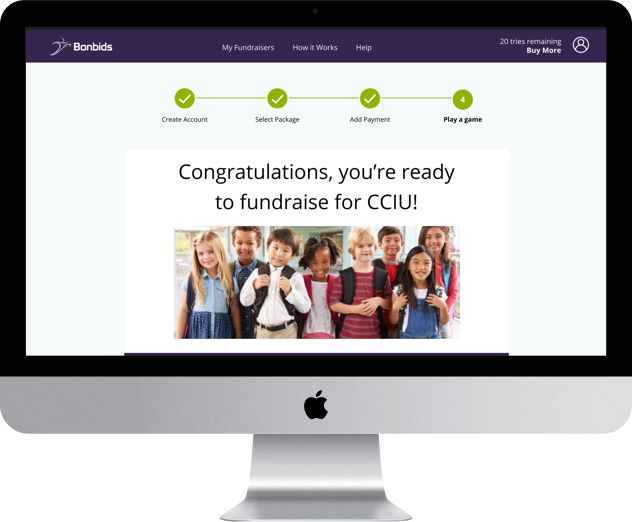 Bonbids
My Fundraisers How it Works Help
20 tries remaining
Buy More
4
Create Account Select Package Add Payment Play a game
Congratulations, you’re ready
to fundraise for CCIU!